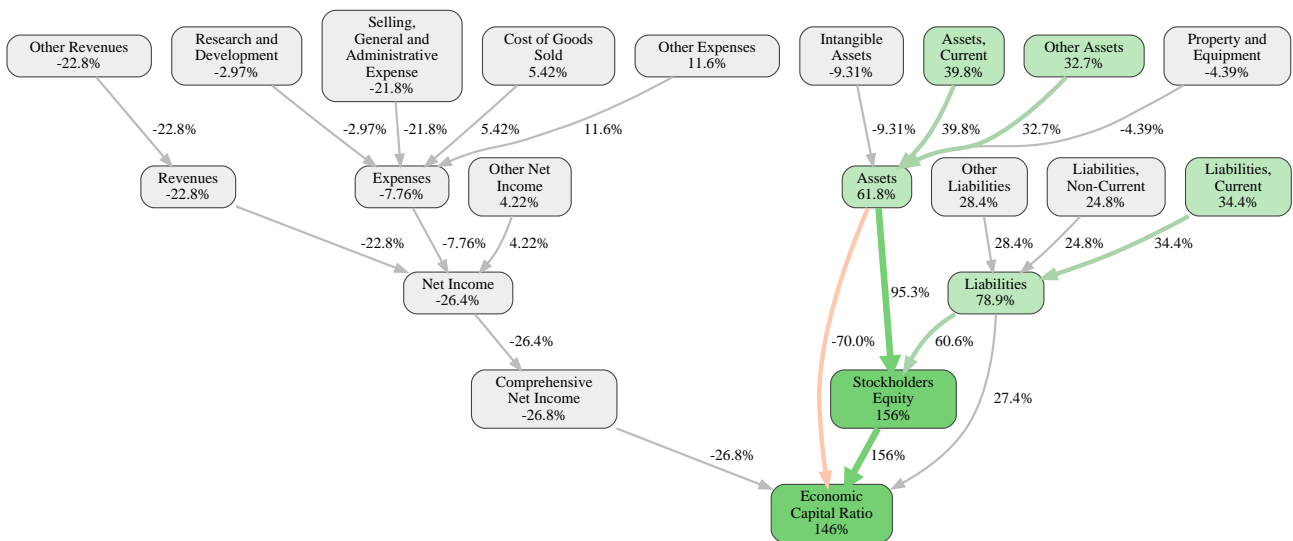 Other Revenues
-22.8%
Research and
Development
-2.97%
Selling,
General and
Administrative
Expense
-21.8%
Cost of Goods
Sold
5.42%
Other Expenses
11.6%
Intangible
Assets
-9.31%
Assets,
Current
39.8%
Other Assets
32.7%
Property and
Equipment
-4.39%
-22.8%
-2.97%
-21.8%
5.42%
11.6%
-9.31%
39.8%
32.7%
-4.39%
Revenues
-22.8%
Expenses
-7.76%
Other Net
Income
4.22%
Assets
61.8%
Other
Liabilities
28.4%
Liabilities,
Non-Current
24.8%
Liabilities,
Current
34.4%
-22.8%
-7.76%
4.22%
28.4%
24.8%
34.4%
Net Income
-26.4%
95.3%
Liabilities
78.9%
-26.4%
-70.0%
60.6%
Comprehensive
Net Income
-26.8%
Stockholders
Equity
156%
27.4%
-26.8%
156%
Economic
Capital Ratio
146%